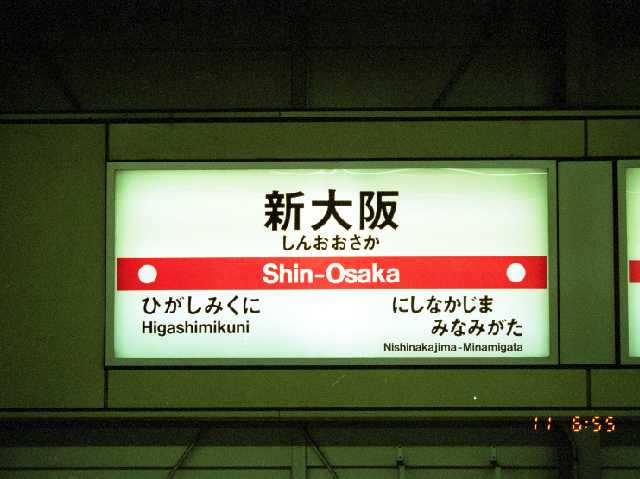 新大阪
しんおおさか
Shin-Osaka
ひがしみくに
Higashimikuni
にしなかじま
みなみがた
Nishinakajima-Minamigata
11 6:55